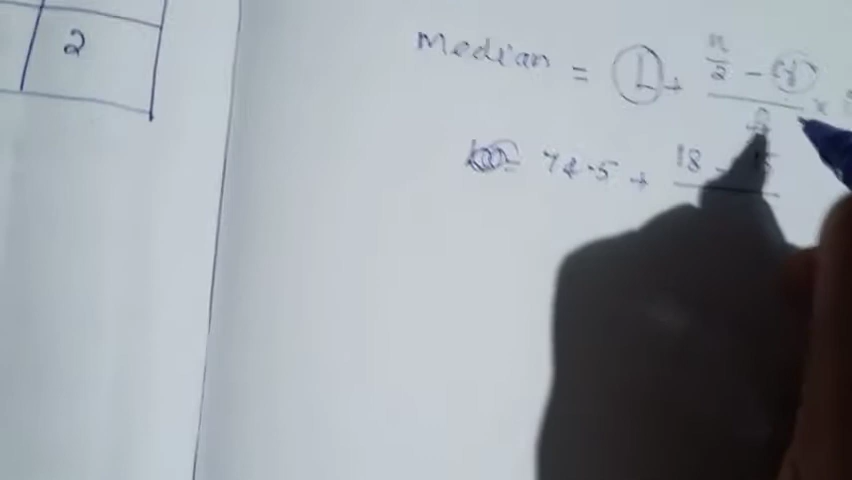 2
Median = L + n/2 - cf / f ×
= 74.5 + 18 -